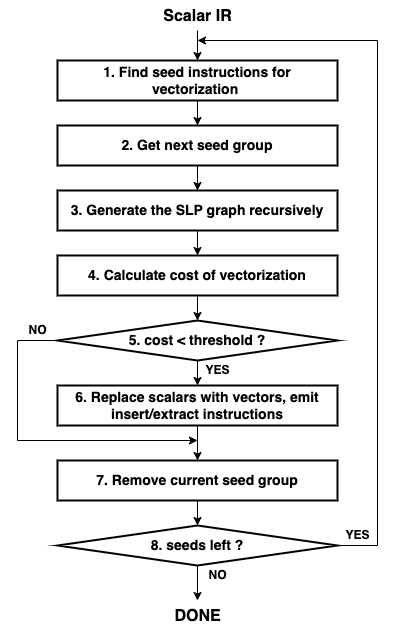 Scalar IR
1. Find seed instructions for
vectorization
2. Get next seed group
3. Generate the SLP graph recursively
4. Calculate cost of vectorization
NO
5. cost < threshold ?
YES
6. Replace scalars with vectors, emit
insert/extract instructions
7. Remove current seed group
YES
8. seeds left ?
NO
DONE